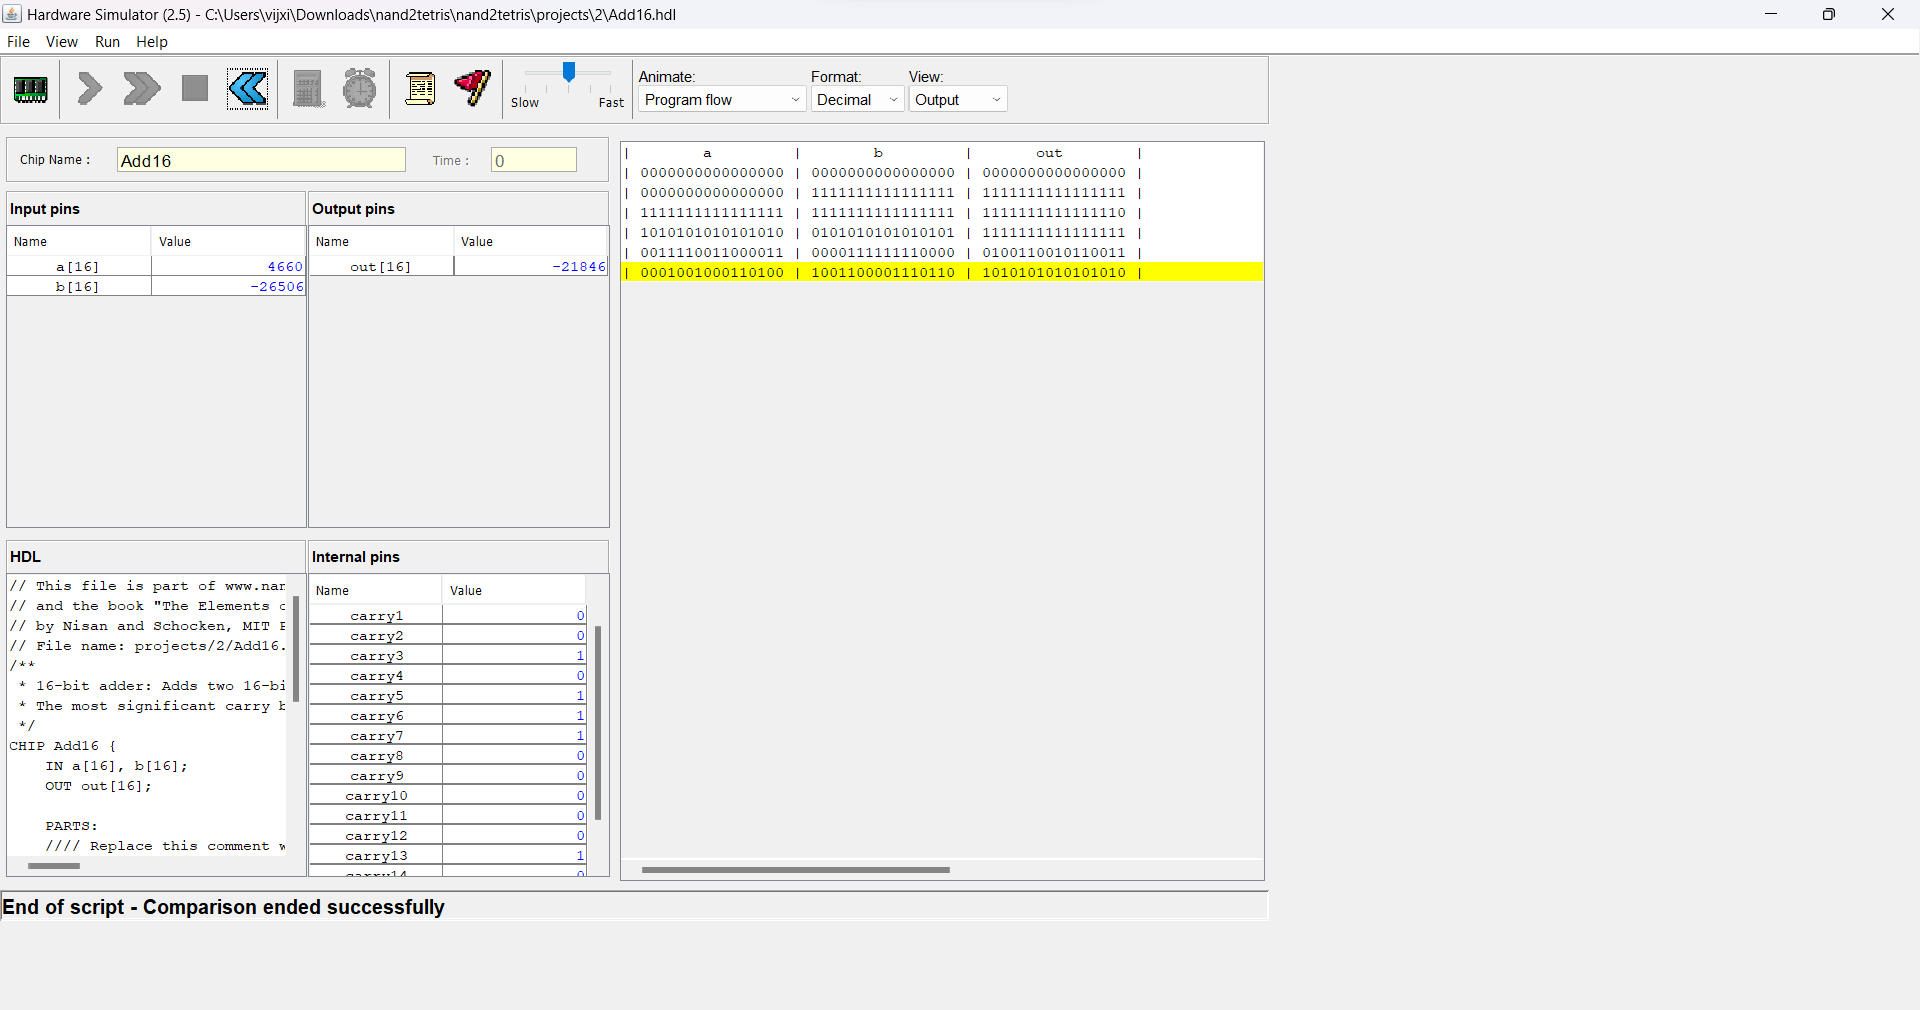 Hardware Simulator (2.5) - C:\Users\vijxi\Downloads\nand2tetris\nand2tetris\projects\2\Add16.hdl
File View Run Help
Slow Fast
Animate: Format: View:
Program flow Decimal Output
Chip Name : Add16 Time : 0
Input pins
Name Value
a[16] 4660
b[16] -26506
Output pins
Name Value
out[16] -21846
| a | b | out |
| 0000000000000000 | 0000000000000000 | 0000000000000000 |
| 0000000000000000 | 1111111111111111 | 1111111111111111 |
| 1111111111111111 | 1111111111111111 | 1111111111111110 |
| 1010101010101010 | 0101010101010101 | 1111111111111111 |
| 0011110011000011 | 0000111111110000 | 0100110010110011 |
| 0001001000110100 | 1001100001110110 | 1010101010101010 |
HDL
// This file is part of www.nan
// and the book "The Elements o
// by Nisan and Schocken, MIT P
// File name: projects/2/Add16.
/**
* 16-bit adder: Adds two 16-bi
* The most significant carry b
*/
CHIP Add16 {
IN a[16], b[16];
OUT out[16];
PARTS:
//// Replace this comment w
Internal pins
Name Value
carry1 0
carry2 0
carry3 1
carry4 0
carry5 1
carry6 1
carry7 1
carry8 0
carry9 0
carry10 0
carry11 0
carry12 0
carry13 1
carry14 0
End of script - Comparison ended successfully